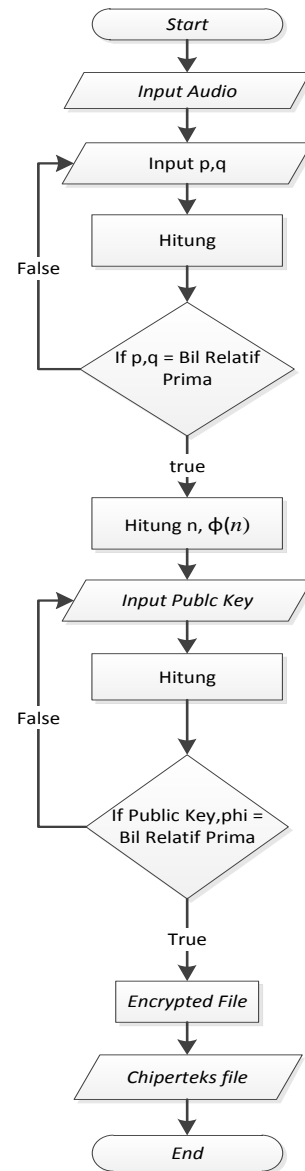 Start
Input Audio
Input p,q
Hitung
False
If p,q = Bil Relatif
Prima
true
Hitung n, ϕ(n)
Input Publc Key
Hitung
False
If Public Key,phi =
Bil Relatif Prima
True
Encrypted File
Chiperteks file
End